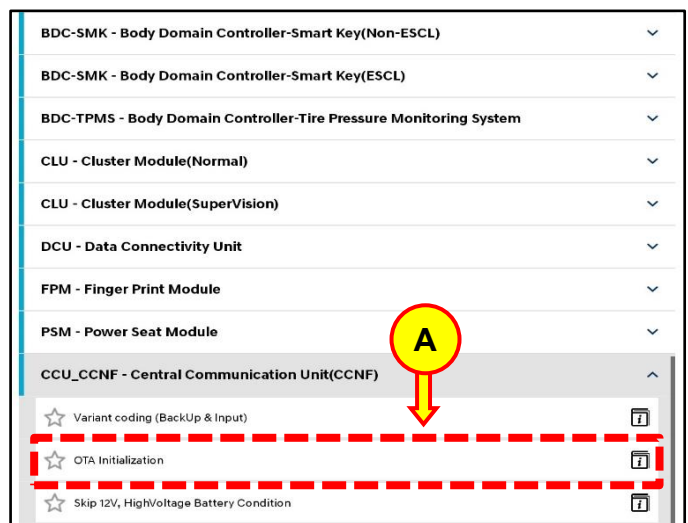 BDC-SMK - Body Domain Controller-Smart Key(Non-ESCL)
BDC-SMK - Body Domain Controller-Smart Key(ESCL)
BDC-TPMS - Body Domain Controller-Tire Pressure Monitoring System
CLU - Cluster Module(Normal)
CLU - Cluster Module(SuperVision)
DCU - Data Connectivity Unit
FPM - Finger Print Module
PSM - Power Seat Module
A
CCU_CCNF - Central Communication Unit(CCNF)
Variant coding (BackUp & Input) i
OTA Initialization i
Skip 12V, HighVoltage Battery Condition i